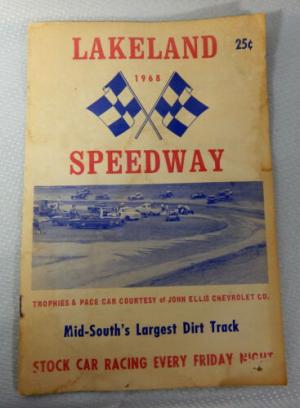 LAKELAND
25¢
1968
SPEEDWAY
TROPHIES & PACE CAR COURTESY of JOHN ELLIS CHEVROLET CO.
Mid-South's Largest Dirt Track
STOCK CAR RACING EVERY FRIDAY NIGHT